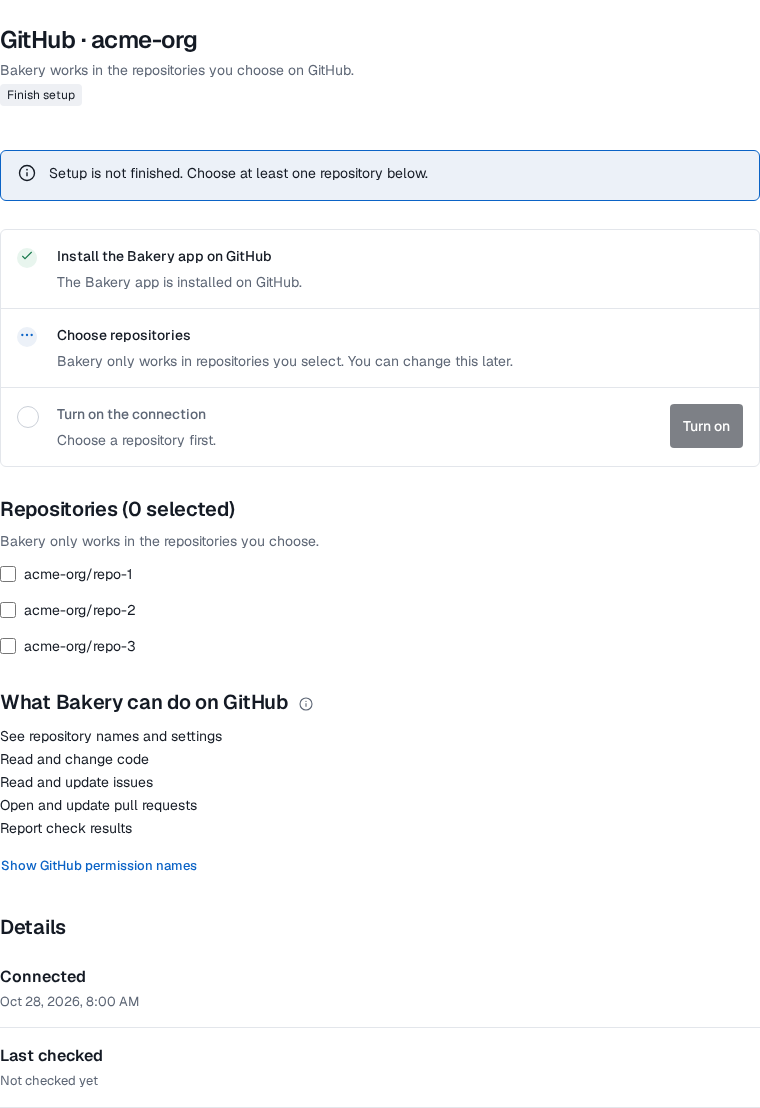 GitHub · acme-org
Bakery works in the repositories you choose on GitHub.
Finish setup
Setup is not finished. Choose at least one repository below.
Install the Bakery app on GitHub
The Bakery app is installed on GitHub.
Choose repositories
Bakery only works in repositories you select. You can change this later.
Turn on the connection
Choose a repository first.
Turn on
Repositories (0 selected)
Bakery only works in the repositories you choose.
acme-org/repo-1
acme-org/repo-2
acme-org/repo-3
What Bakery can do on GitHub
See repository names and settings
Read and change code
Read and update issues
Open and update pull requests
Report check results
Show GitHub permission names
Details
Connected
Oct 28, 2026, 8:00 AM
Last checked
Not checked yet